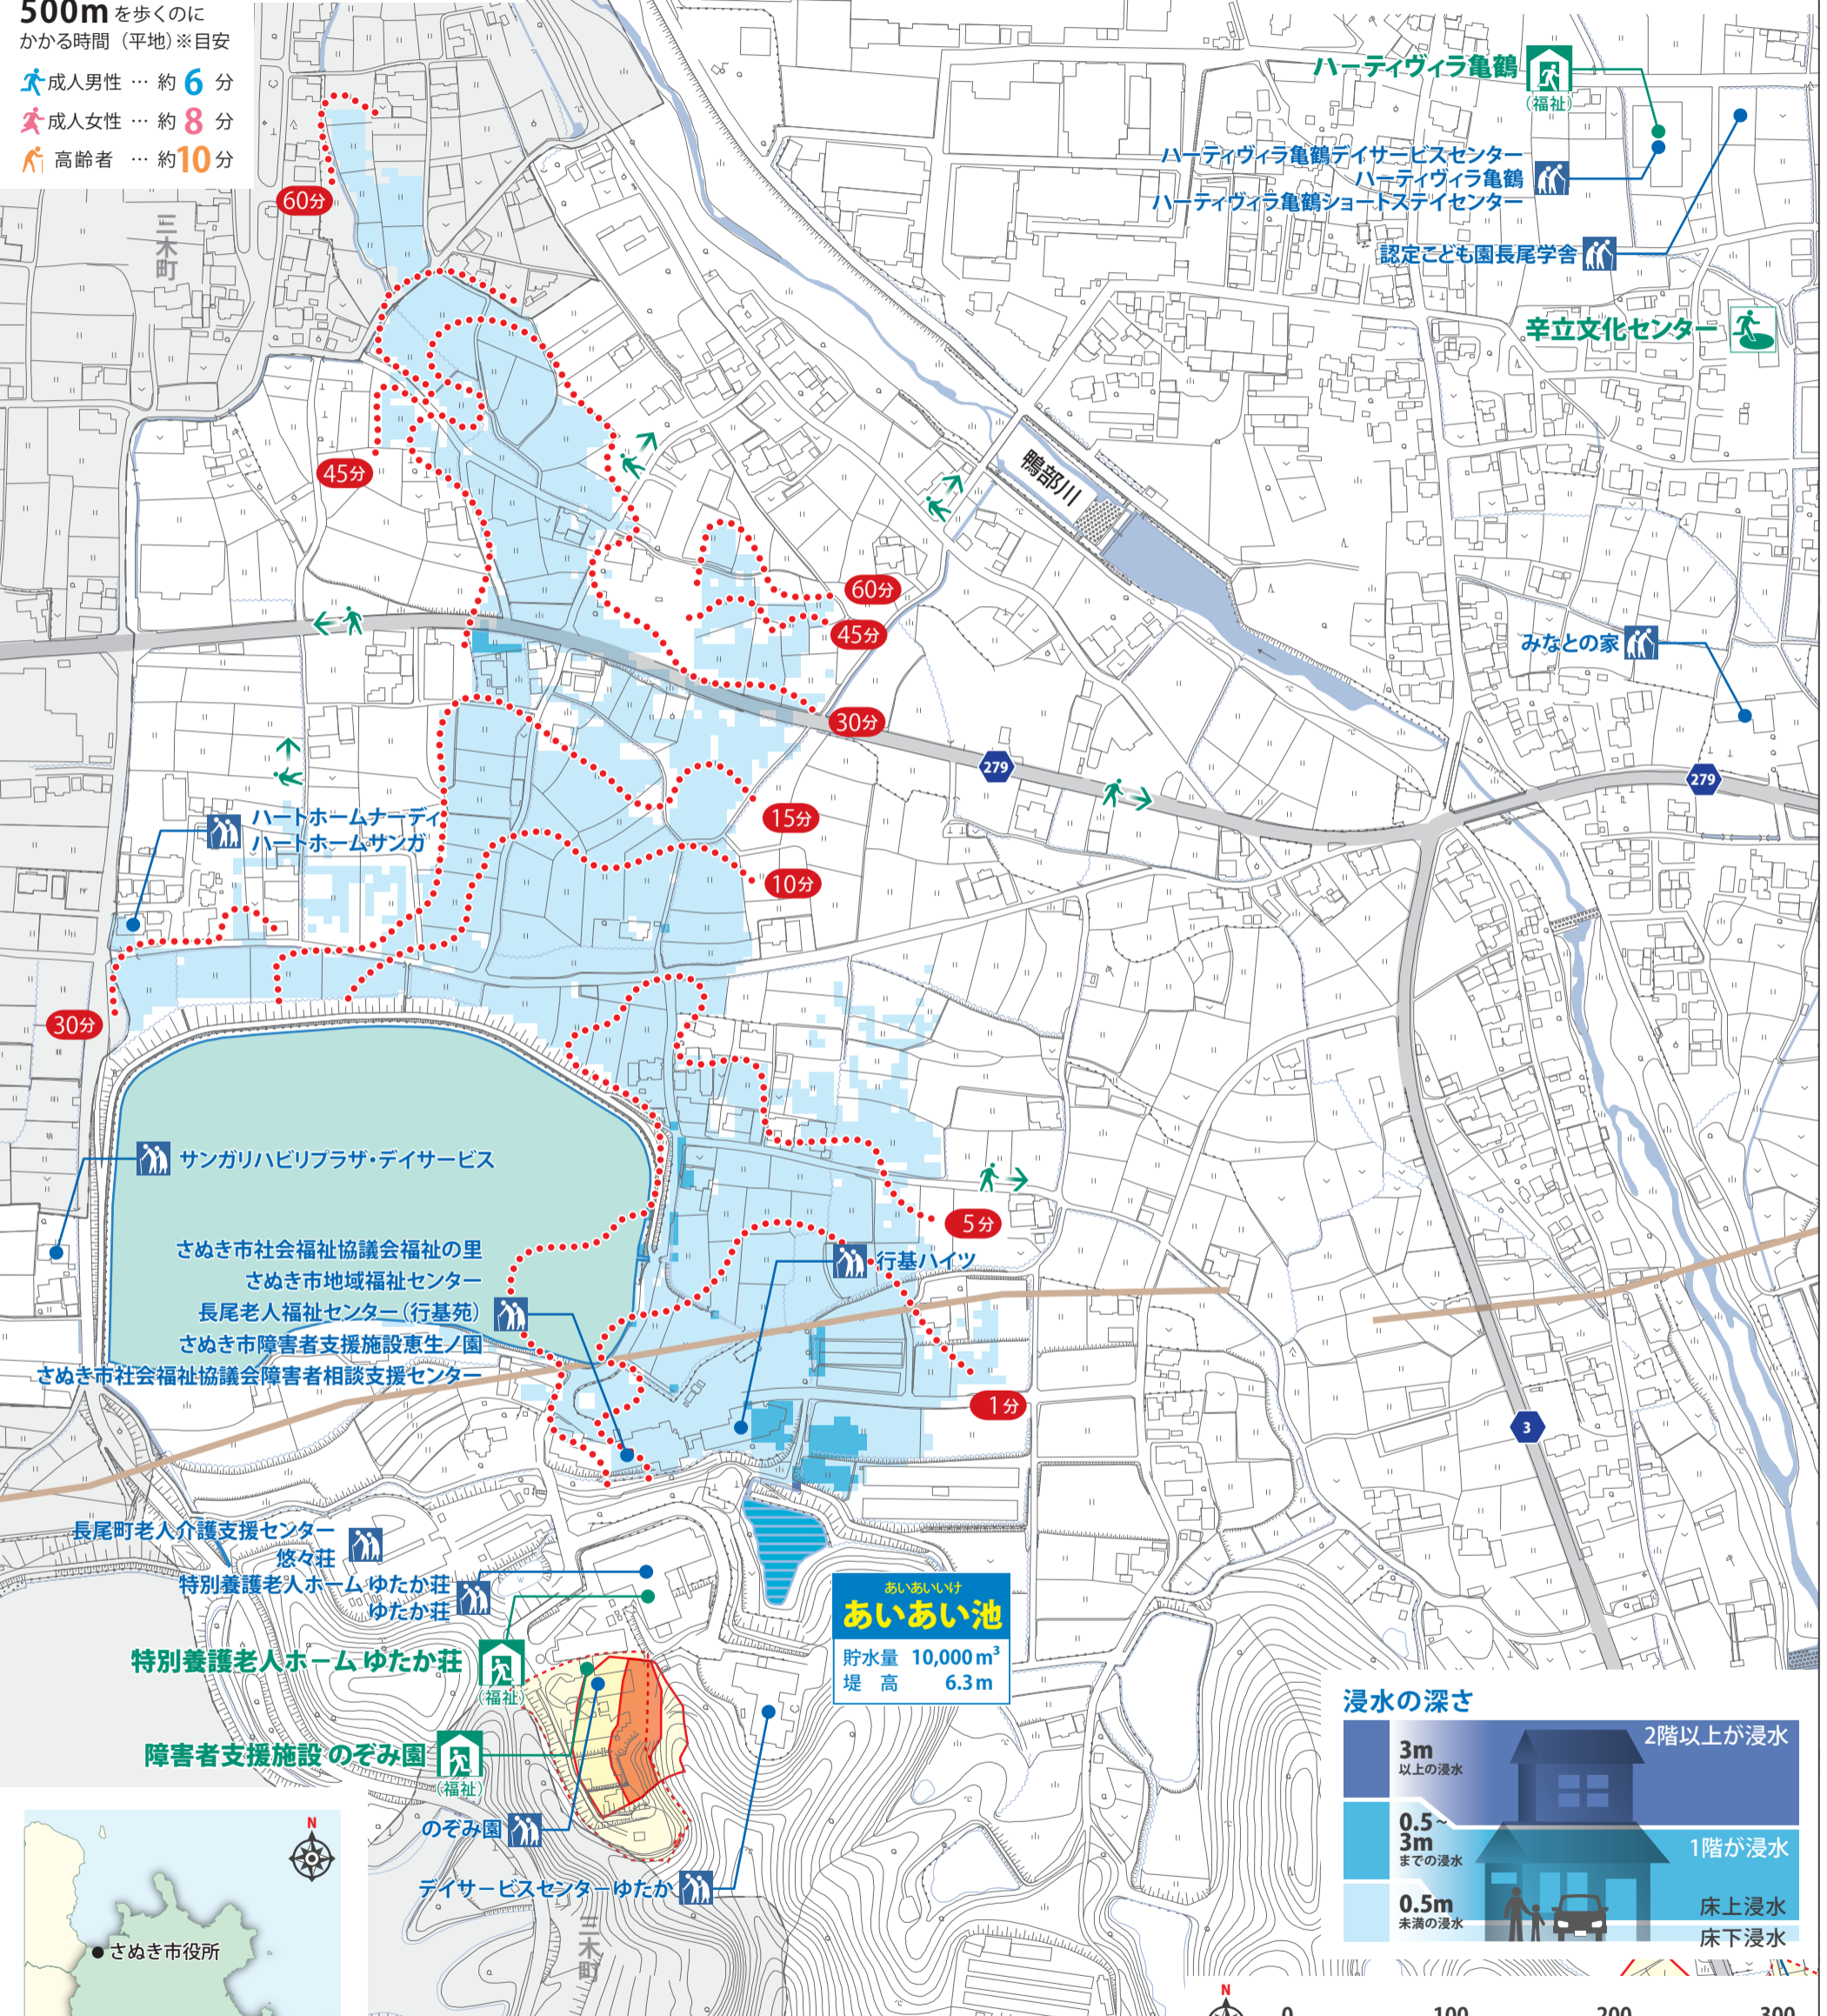 500mを歩くのに
かかる時間（平地）※目安
成人男性 … 約6分
成人女性 … 約8分
高齢者 … 約10分
三木町
60分
ハーティヴィラ亀鶴
（福祉）
ハーティヴィラ亀鶴デイサービスセンター
ハーティヴィラ亀鶴
ハーティヴィラ亀鶴ショートステイセンター
認定こども園長尾学舎
辛立文化センター
45分
鴨部川
60分
45分
みなとの家
30分
279
279
15分
ハートホームナーディ
ハートホームサンガ
10分
30分
サンガリハビリプラザ・デイサービス
5分
さぬき市社会福祉協議会福祉の里
さぬき市地域福祉センター
長尾老人福祉センター（行基苑）
さぬき市障害者支援施設恵生ノ園
さぬき市社会福祉協議会障害者相談支援センター
行基ハイツ
1分
3
長尾町老人介護支援センター
悠々荘
特別養護老人ホーム ゆたか荘
ゆたか荘
あいあいいけ
あいあい池
貯水量 10,000m³
堤高 6.3m
特別養護老人ホーム ゆたか荘
（福祉）
障害者支援施設 のぞみ園
（福祉）
のぞみ園
デイサービスセンターゆたか
三木町
浸水の深さ
2階以上が浸水
3m
以上の浸水
0.5～
3m
までの浸水
1階が浸水
0.5m
未満の浸水
床上浸水
床下浸水
N
さぬき市役所
N
0 100 200 300